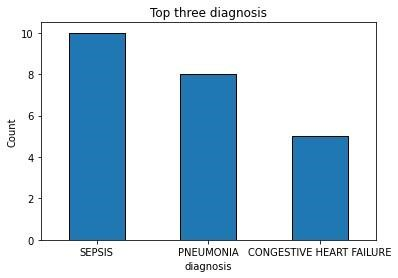 Top three diagnosis
Count
10
8
6
4
2
0
SEPSIS PNEUMONIA CONGESTIVE HEART FAILURE
diagnosis